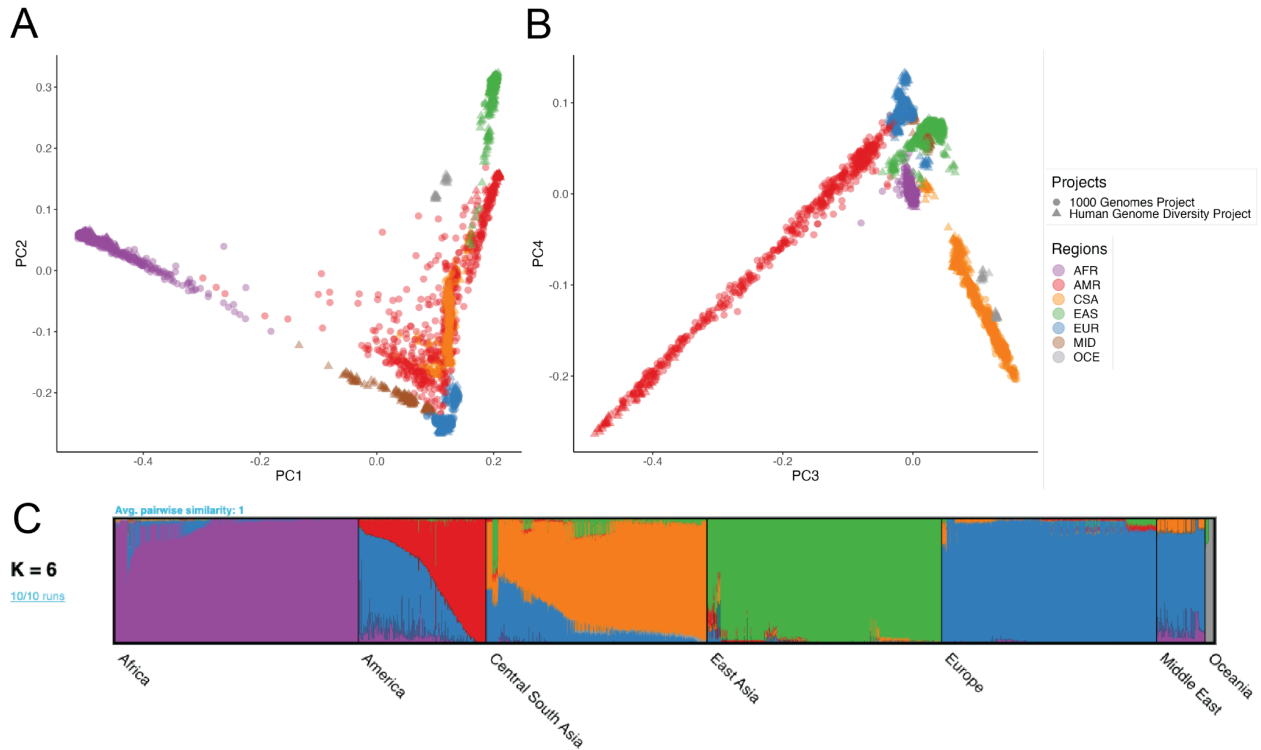 A
B
0.3
0.2
0.1
0.0
-0.1
-0.2
PC2
-0.4
-0.2
0.0
0.2
PC1
0.1
0.0
-0.1
-0.2
PC4
-0.4
-0.2
0.0
PC3
Projects
1000 Genomes Project
Human Genome Diversity Project
Regions
AFR
AMR
CSA
EAS
EUR
MID
OCE
C
Avg. pairwise similarity: 1
K = 6
10/10 runs
Africa
America
Central South Asia
East Asia
Europe
Middle East
Oceania